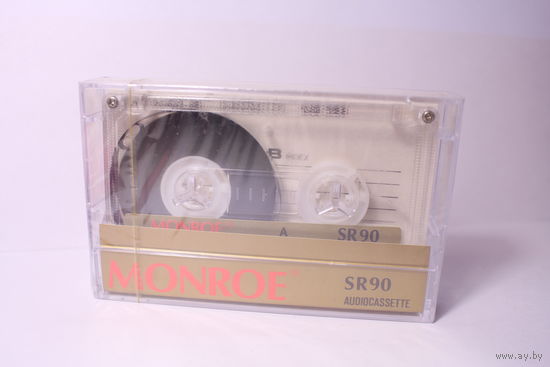 B
MONROE A SR90
MONROE SR90
AUDIOCASSETTE
www.ay.by